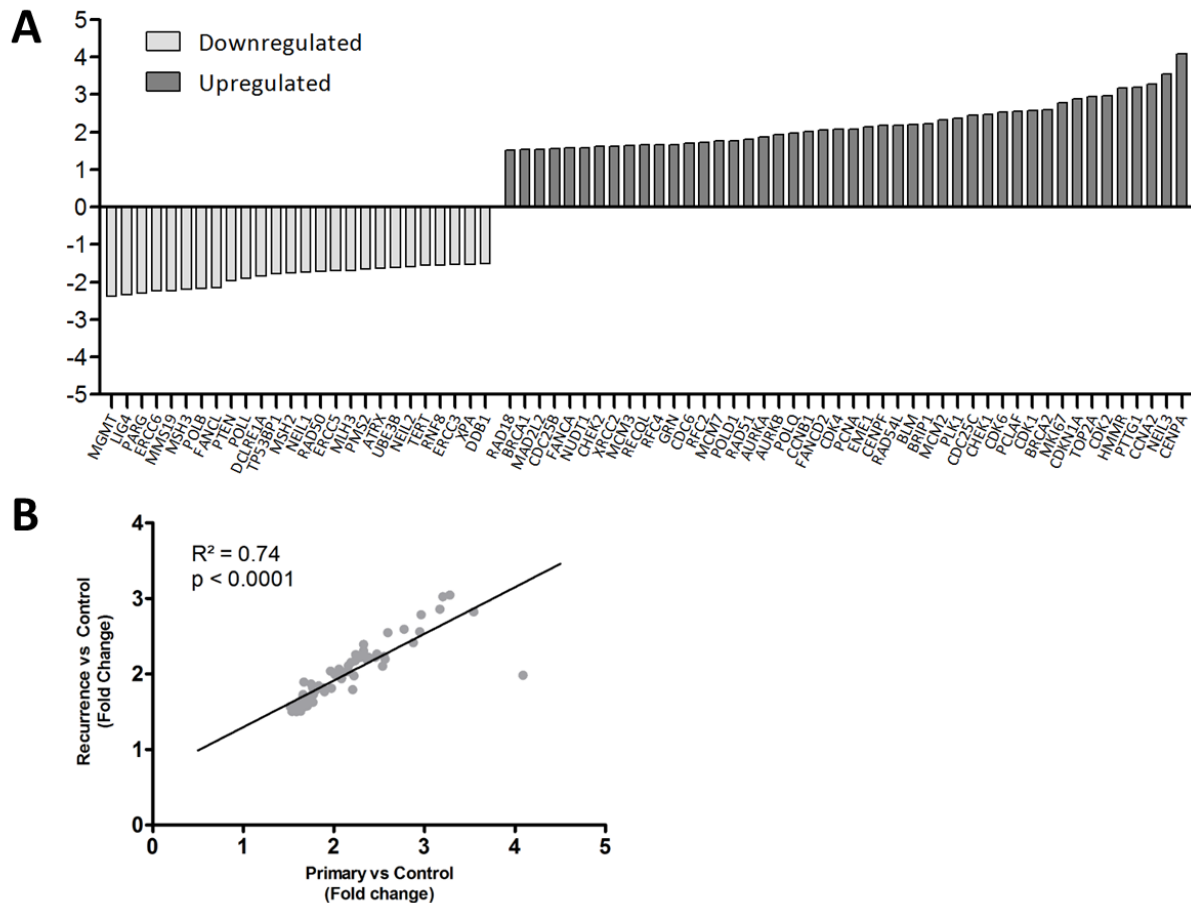 A
5
4
3
2
1
0
-1
-2
-3
-4
-5
Downregulated
Upregulated
MGMT
LIG4
PARG
ERCC6
MMS19
MSH3
POLB
FANCL
PTEN
POLL
DCLRE1A
TP53BP1
MSH2
NEIL1
RAD50
ERCC5
MLH3
PMS2
ATRX
UBE3B
NEIL2
TERT
RNF8
ERCC3
XPA
DDB1
RAD18
BRCA1
MAD2L2
CDC25B
FANCA
NUDT1
CHEK2
XRCC2
MCM3
RECQL
RFC4
GRN
CDC6
RFC2
MCM7
POLD1
RAD51
AURKA
AURKB
POLQ
CCNB1
FANCD2
CDK4
PCNA
EME1
CENPF
RAD54L
BLM
BRIP1
MCM2
PLK1
CDC25C
CHEK1
CDK6
PCLAF
CDK1
BRCA2
MKI67
CDKN1A
TOP2A
CDK2
HMMR
PTTG1
CCNA2
NEIL3
CENPA
B
R² = 0.74
p < 0.0001
Recurrence vs Control
(Fold Change)
4
3
2
1
0
0 1 2 3 4 5
Primary vs Control
(Fold change)